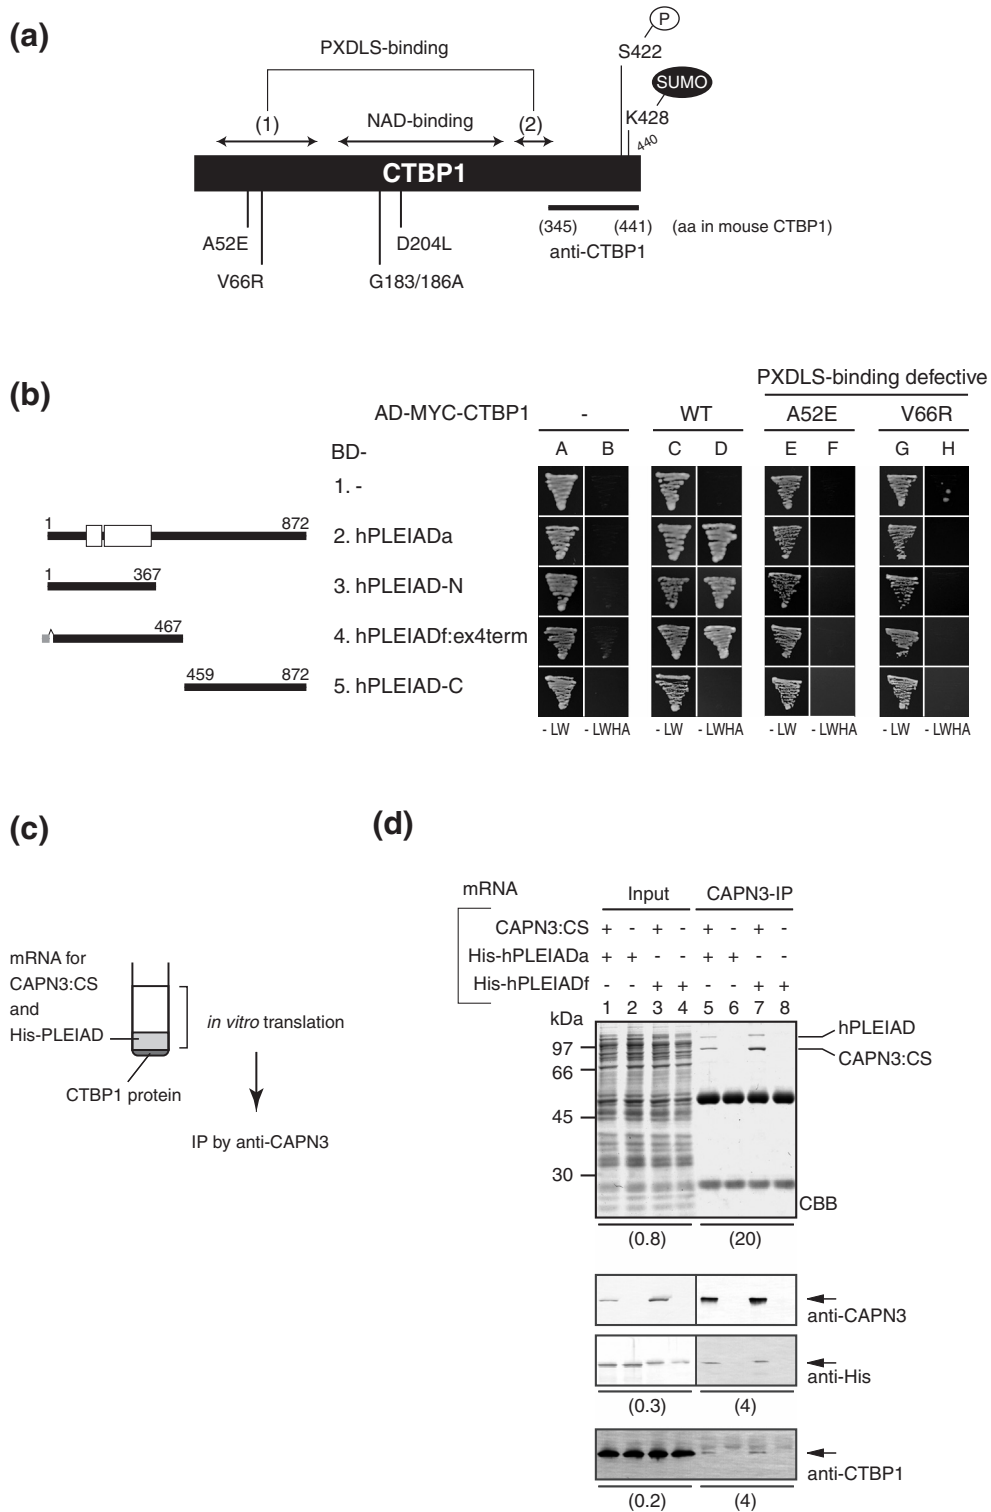 (a)
P
PXDLS-binding
S422
SUMO
(1)
NAD-binding
(2)
K428
440
CTBP1
A52E
D204L
V66R
G183/186A
(345)
(441)
(aa in mouse CTBP1)
anti-CTBP1
(b)
PXDLS-binding defective
AD-MYC-CTBP1
-
WT
A52E
V66R
BD-
A
B
C
D
E
F
G
H
1. -
1
872
2. hPLEIADa
1
367
3. hPLEIAD-N
467
4. hPLEIADf:ex4term
459
872
5. hPLEIAD-C
- LW
- LWHA
- LW
- LWHA
- LW
- LWHA
- LW
- LWHA
(c)
mRNA for
CAPN3:CS
and
His-PLEIAD
in vitro translation
CTBP1 protein
IP by anti-CAPN3
(d)
mRNA
Input
CAPN3-IP
CAPN3:CS + - + - + - + -
His-hPLEIADa + + - - + + - -
His-hPLEIADf - - + + - - + +
1 2 3 4 5 6 7 8
kDa
97
66
45
30
hPLEIAD
CAPN3:CS
CBB
(0.8)
(20)
anti-CAPN3
anti-His
(0.3)
(4)
anti-CTBP1
(0.2)
(4)